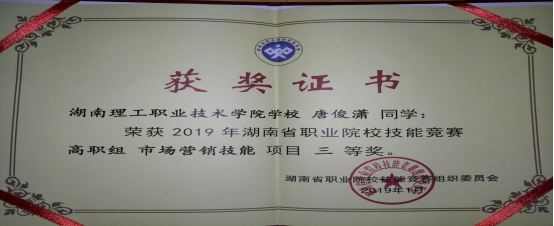 获奖证书
湖南理工职业技术学院学校 唐俊潇 同学：
荣获 2019 年湖南省职业院校技能竞赛
高职组 市场营销技能 项目 三 等奖。
湖南省职业院校技能竞赛组织委员会
2019年1月